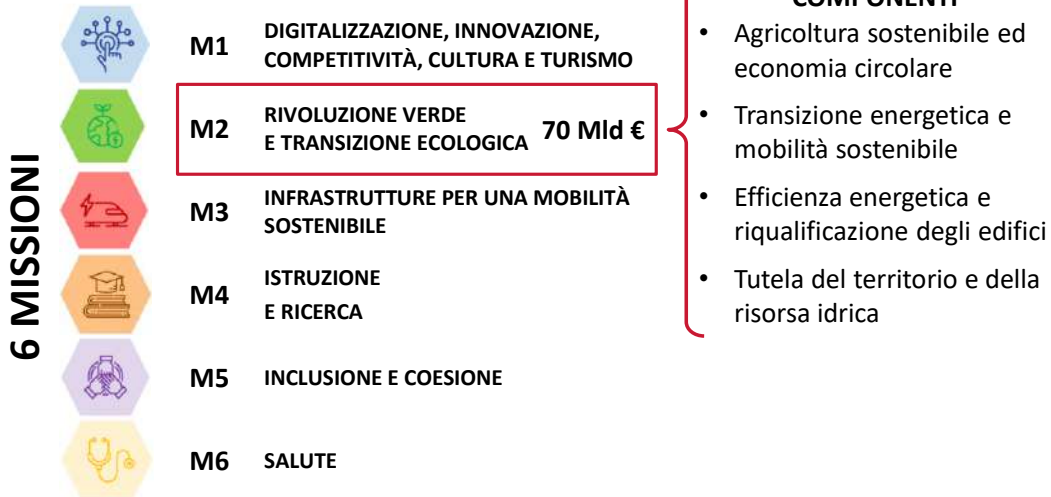 6 MISSIONI
M1
DIGITALIZZAZIONE, INNOVAZIONE,
COMPETITIVITÀ, CULTURA E TURISMO
M2
RIVOLUZIONE VERDE
E TRANSIZIONE ECOLOGICA
70 Mld €
M3
INFRASTRUTTURE PER UNA MOBILITÀ
SOSTENIBILE
M4
ISTRUZIONE
E RICERCA
M5
INCLUSIONE E COESIONE
M6
SALUTE
COMPONENTI
• Agricoltura sostenibile ed
economia circolare
• Transizione energetica e
mobilità sostenibile
• Efficienza energetica e
riqualificazione degli edifici
• Tutela del territorio e della
risorsa idrica